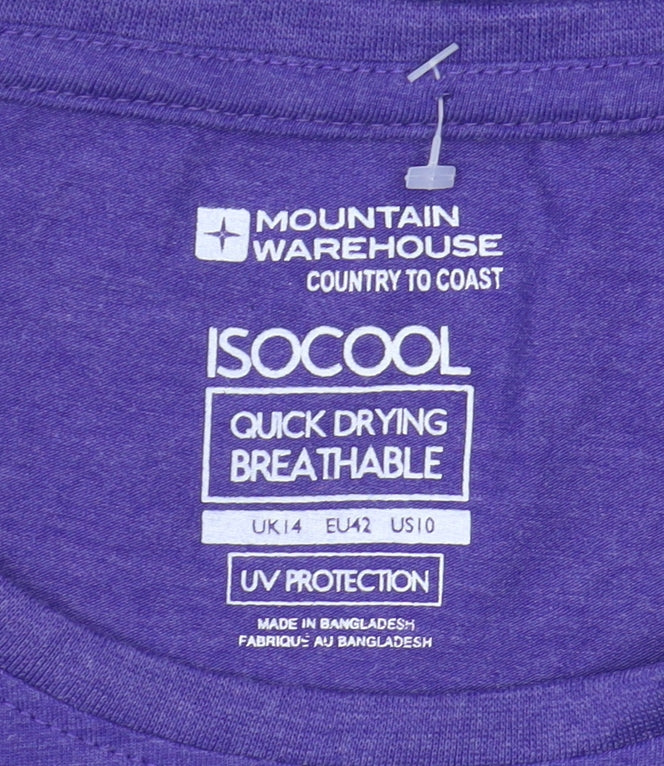 MOUNTAIN
WAREHOUSE
COUNTRY TO COAST
ISOCOOL
QUICK DRYING
BREATHABLE
UK14 EU42 US10
UV PROTECTION
MADE IN BANGLADESH
FABRIQUE AU BANGLADESH